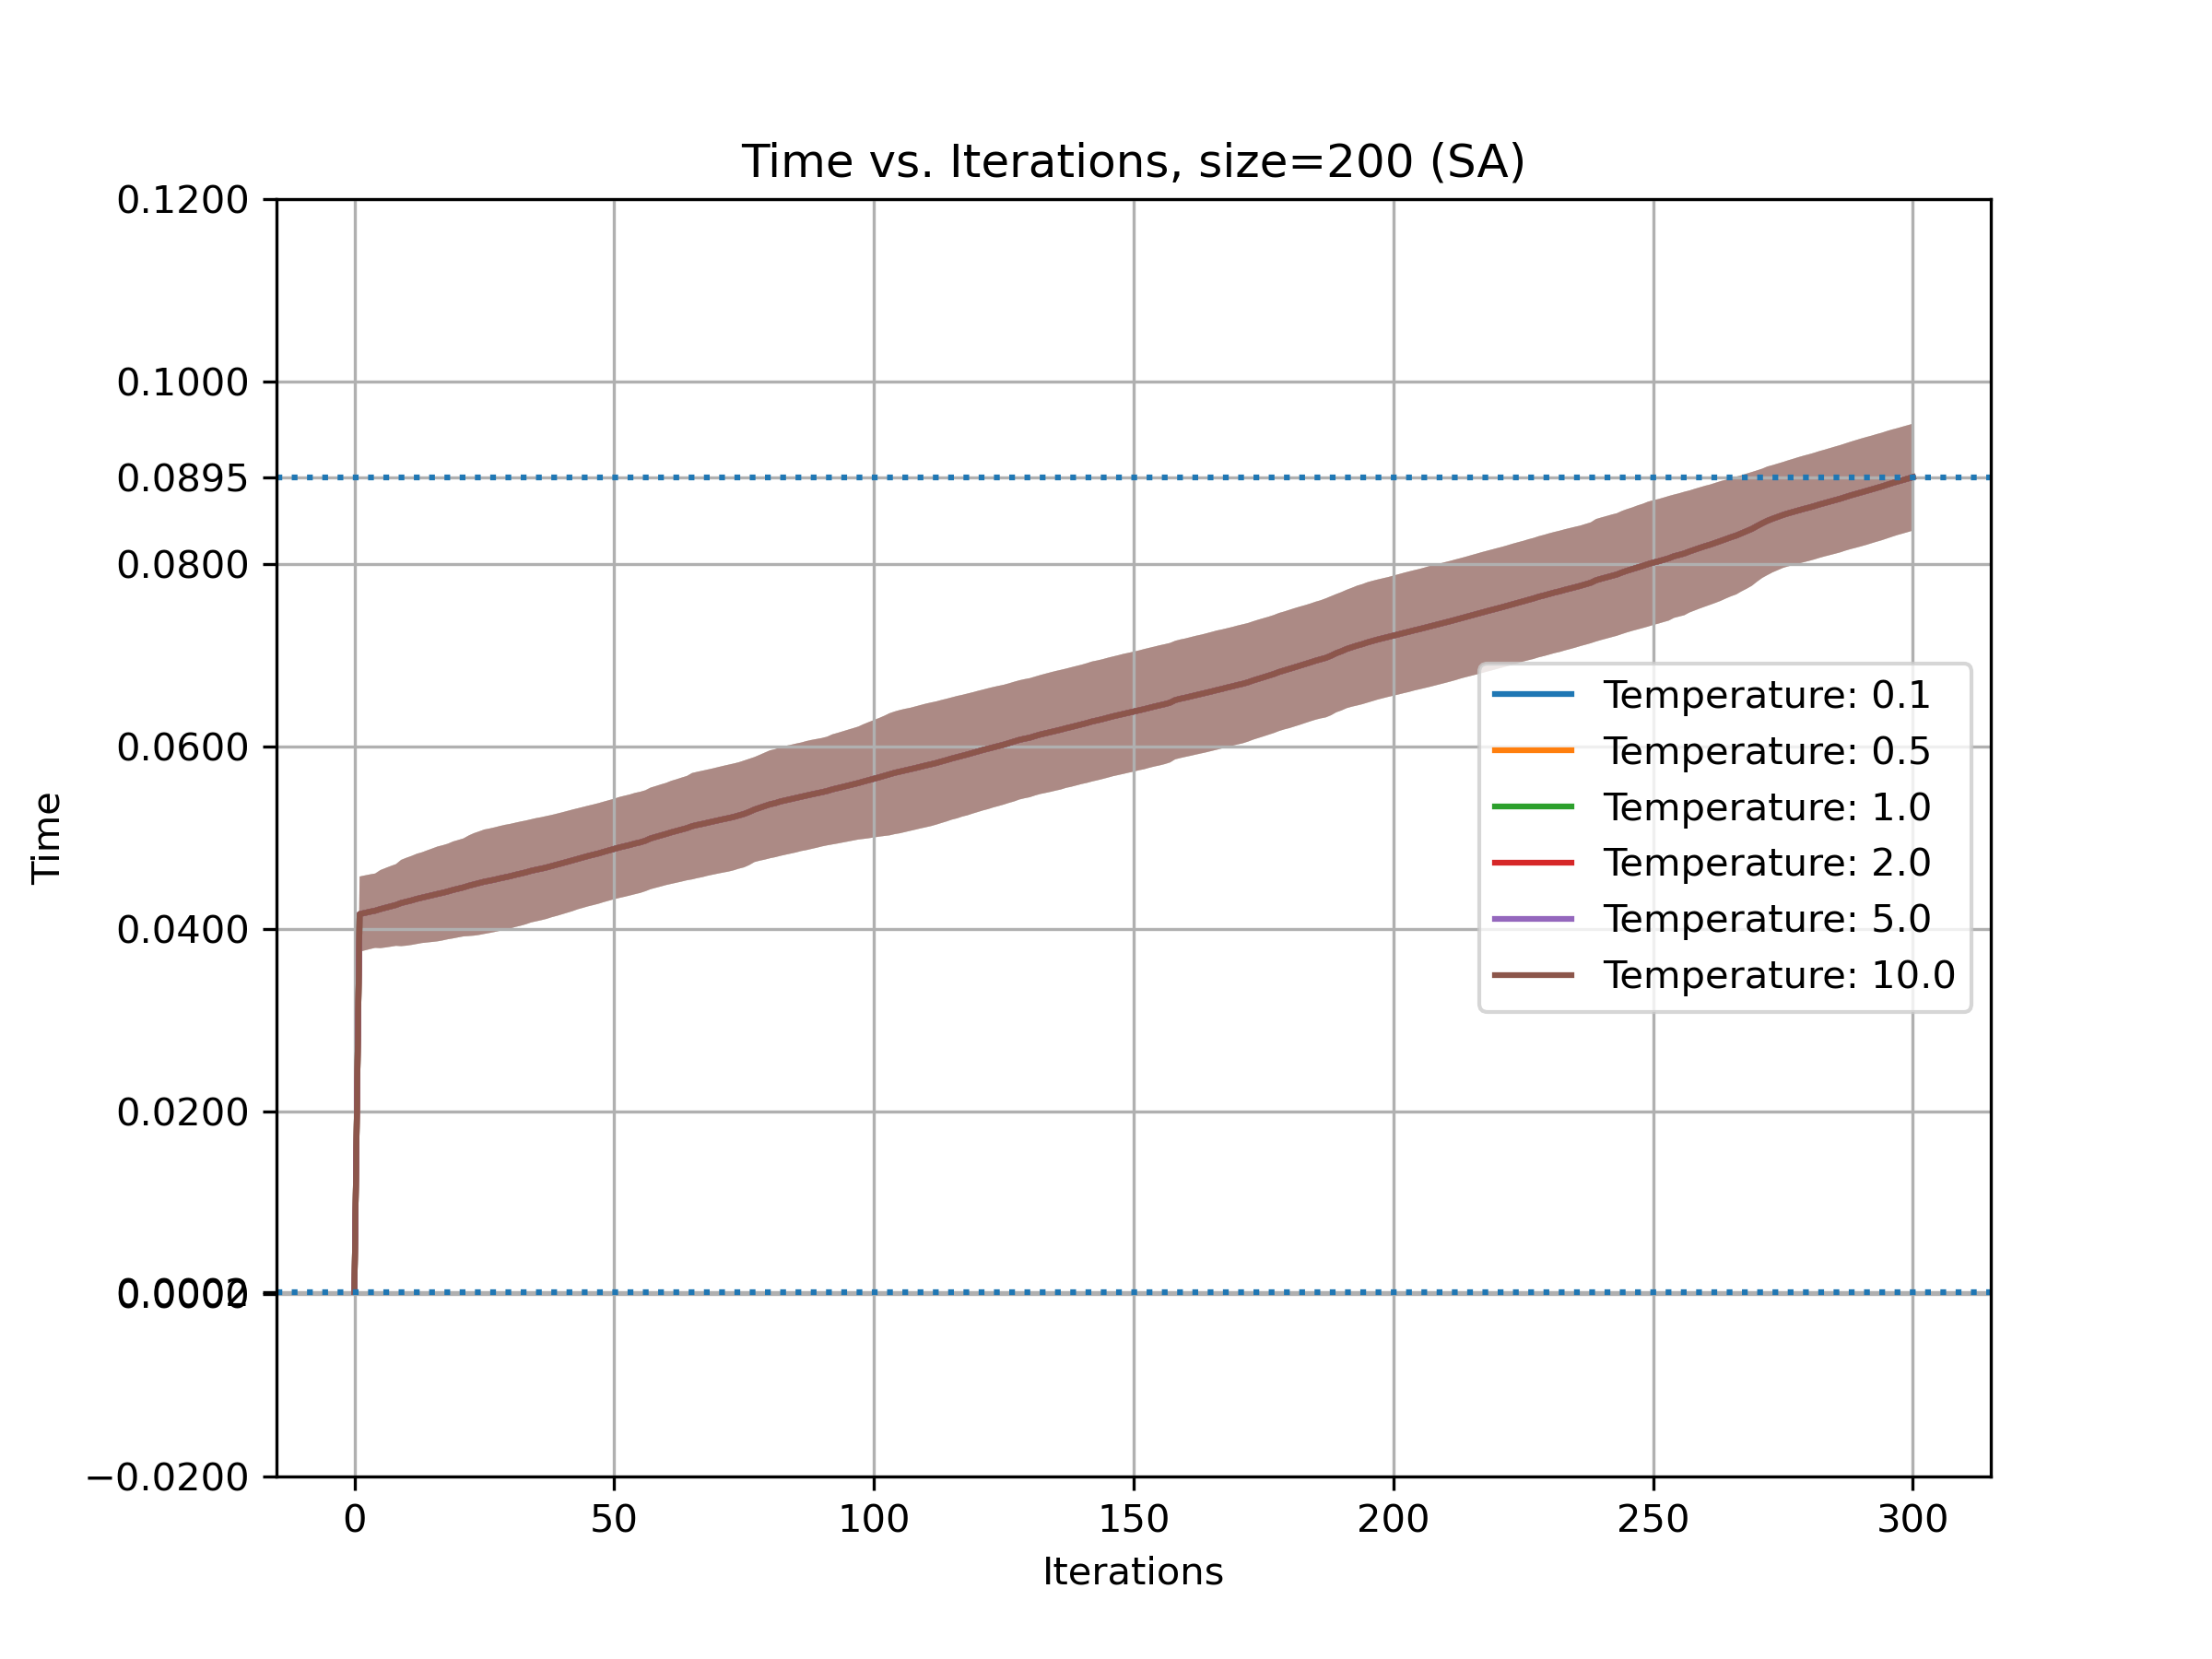 Time vs. Iterations, size=200 (SA)
0.1200
0.1000
0.0895
0.0800
0.0600
0.0400
0.0200
0.0002
−0.0200
Time
Temperature: 0.1
Temperature: 0.5
Temperature: 1.0
Temperature: 2.0
Temperature: 5.0
Temperature: 10.0
0 50 100 150 200 250 300
Iterations